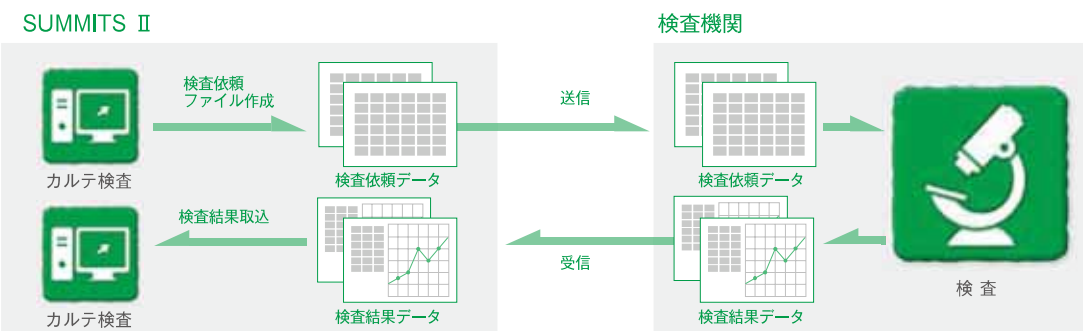 SUMMITS Ⅱ
検査機関
検査依頼
ファイル作成
送信
カルテ検査
検査依頼データ
検査依頼データ
検査結果取込
受信
検査
カルテ検査
検査結果データ
検査結果データ